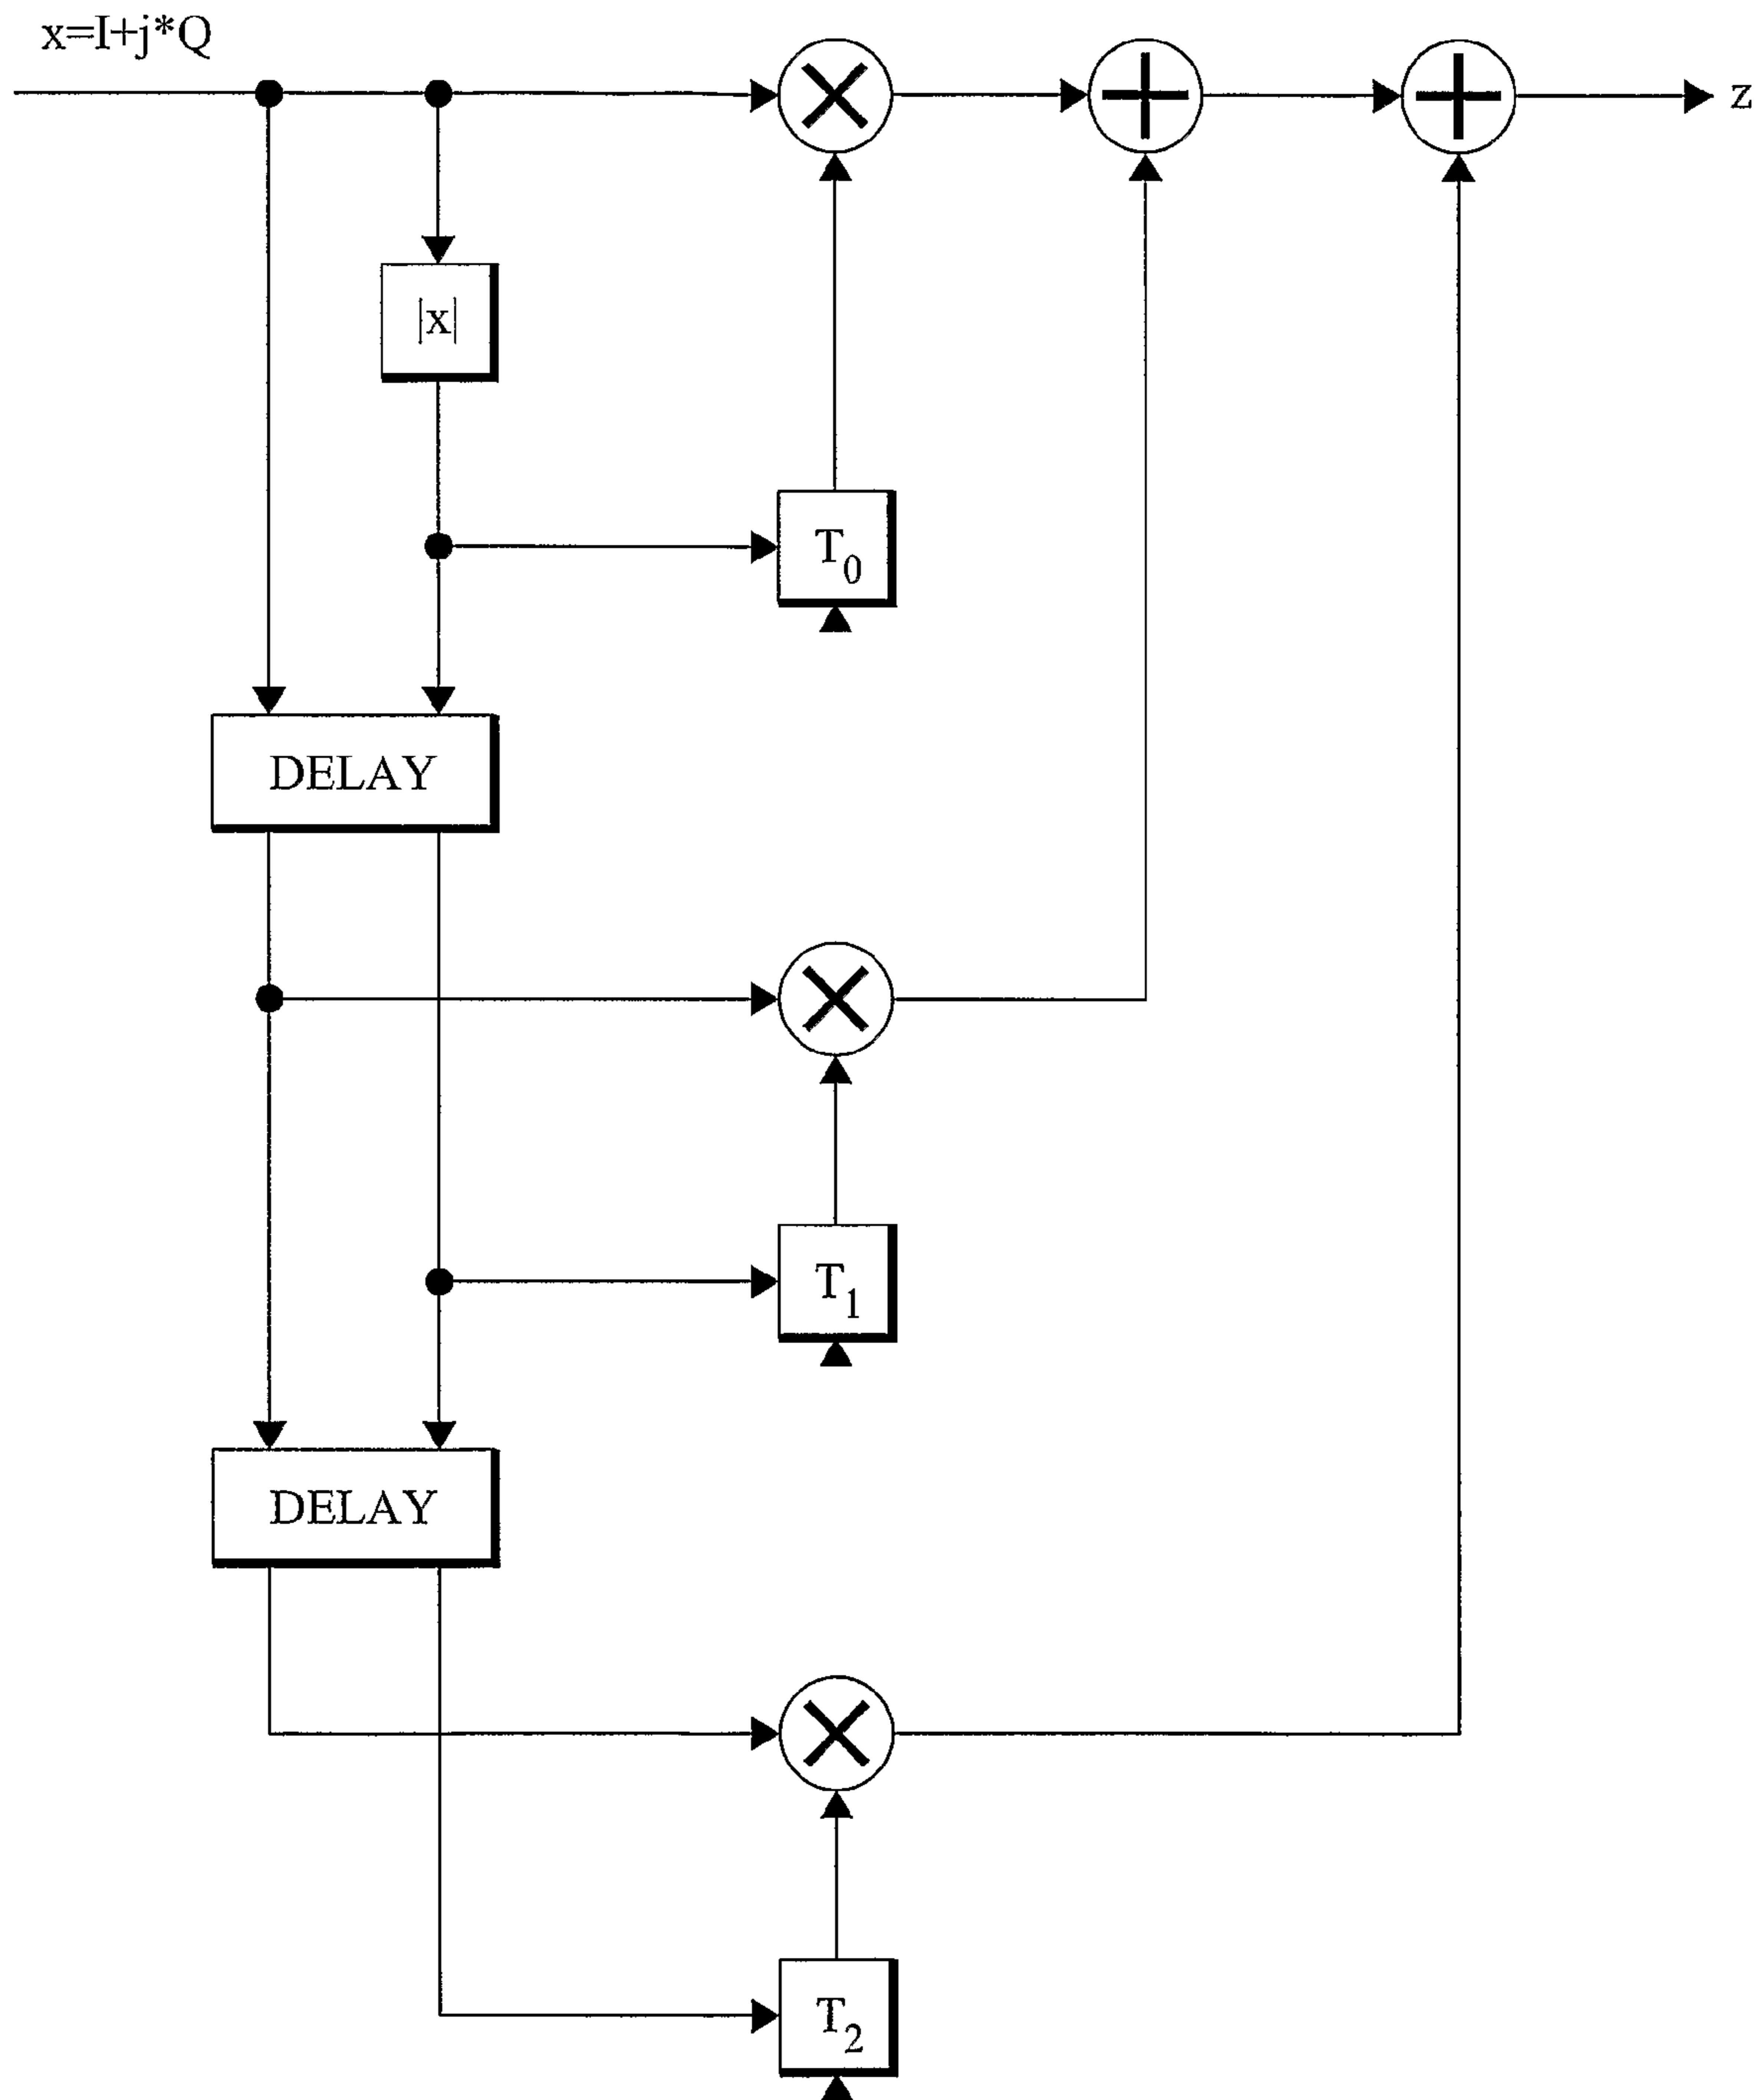 x=I+j*Q
z
|x|
T0
DELAY
T1
DELAY
T2